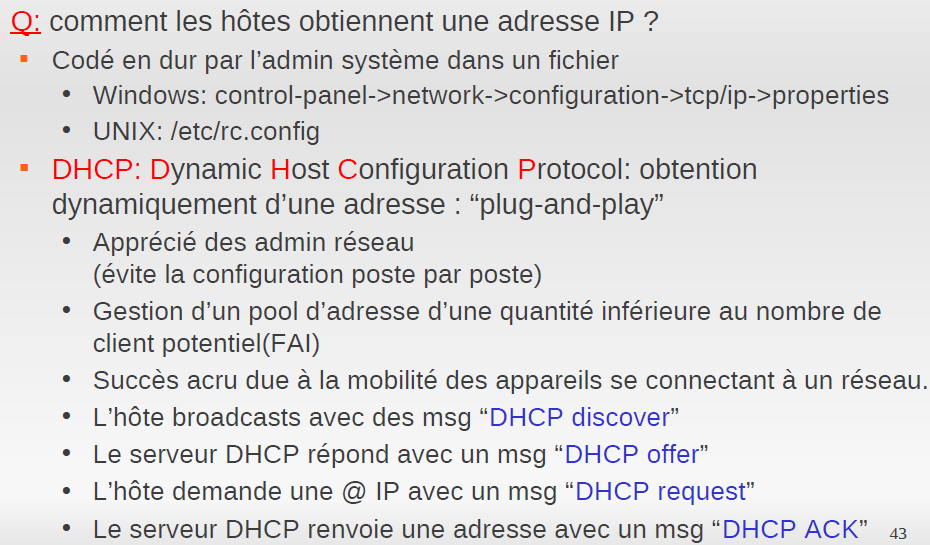 Q: comment les hôtes obtiennent une adresse IP ?
▪ Codé en dur par l’admin système dans un fichier
• Windows: control-panel->network->configuration->tcp/ip->properties
• UNIX: /etc/rc.config
▪ DHCP: Dynamic Host Configuration Protocol: obtention
dynamiquement d’une adresse : “plug-and-play”
• Apprécié des admin réseau
(évite la configuration poste par poste)
• Gestion d’un pool d’adresse d’une quantité inférieure au nombre de
client potentiel(FAI)
• Succès acru due à la mobilité des appareils se connectant à un réseau.
• L’hôte broadcasts avec des msg “DHCP discover”
• Le serveur DHCP répond avec un msg “DHCP offer”
• L’hôte demande une @ IP avec un msg “DHCP request”
• Le serveur DHCP renvoie une adresse avec un msg “DHCP ACK”
43